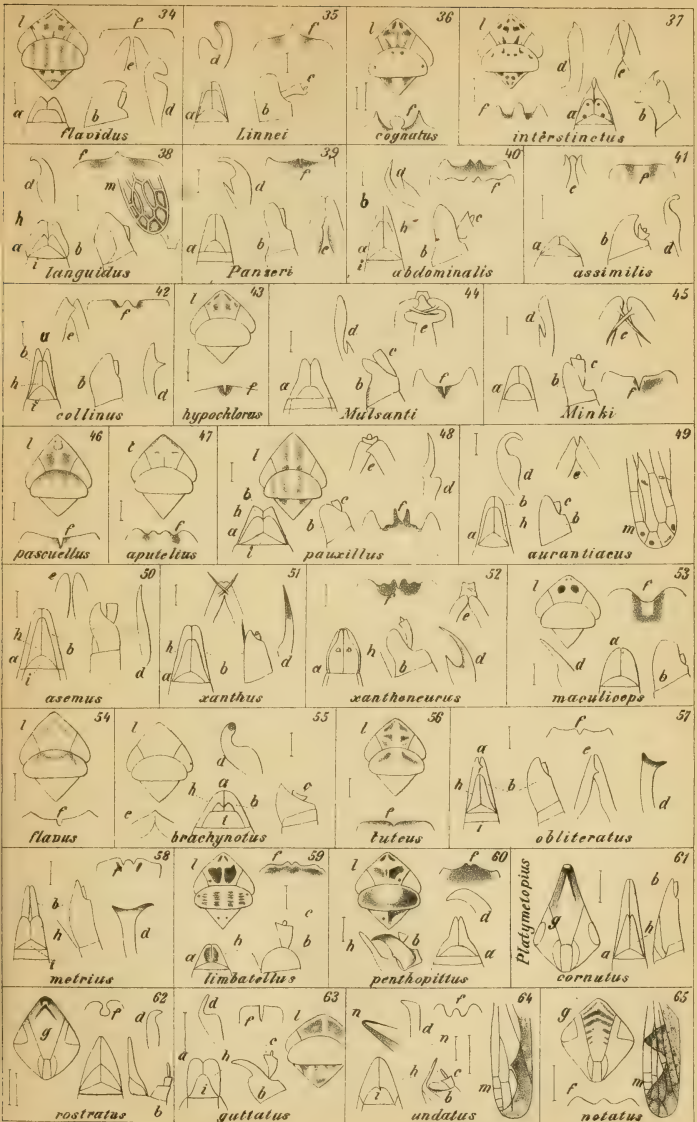 34
l
f
e
a
b
d
flavidus
35
d
f
a
b
c
Linnei
36
l
f
cognatus
37
l
d
e
f
a
b
interstinctus
38
d
f
m
h
a
b
i
languidus
39
f
d
a
b
e
Panzeri
40
d
f
b
h
c
a
b
i
abdominalis
41
e
f
a
b
d
assimilis
42
e
f
a
b
h
b
d
i
collinus
43
l
f
hypochlorus
44
d
e
a
b
c
f
Mulsanti
45
d
e
a
b
c
f
Minki
46
l
f
pascuellus
47
l
f
aputelius
48
l
e
d
b
h
a
b
c
f
i
pauxillus
49
d
e
b
a
h
c
b
m
aurantiacus
50
e
h
a
b
d
i
asemus
51
e
h
a
b
d
xanthus
52
f
e
a
h
b
d
xanthoneurus
53
l
f
d
a
b
maculiceps
54
l
f
flavus
55
l
d
a
h
b
c
e
i
brachynotus
56
l
f
luteus
57
f
a
e
h
b
d
i
obliteratus
58
f
b
h
d
i
metrius
59
l
f
c
a
h
b
limbatellus
60
l
f
d
h
b
a
penthopittus
61
Platymetopius
g
b
a
h
cornutus
62
g
f
d
b
rostratus
63
d
f
l
a
h
c
i
b
guttatus
64
n
d
f
n
h
c
i
b
m
undatus
65
g
f
m
notatus